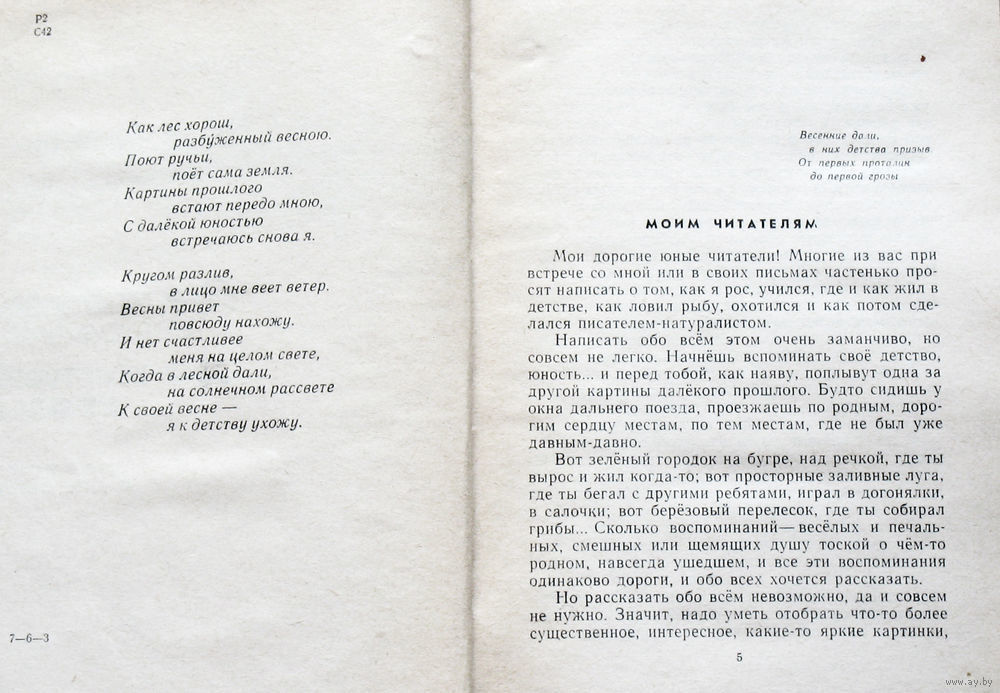 Р2
С42
Как лес хорош,
разбу́женный весною.
Поют ручьи,
поёт сама земля.
Картины прошлого
встают передо мною,
С далёкой юностью
встречаюсь снова я.
Кругом разлив,
в лицо мне веет ветер.
Весны привет
повсюду нахожу.
И нет счастливее
меня на целом свете,
Когда в лесной дали,
на солнечном рассвете
К своей весне —
я к детству ухожу.
7—6—3
Весенние дали,
в них детства призыв
От первых проталин
до первой грозы
МОИМ ЧИТАТЕЛЯМ
Мои дорогие юные читатели! Многие из вас при
встрече со мной или в своих письмах частенько про-
сят написать о том, как я рос, учился, где и как жил в
детстве, как ловил рыбу, охотился и как потом сде-
лался писателем-натуралистом.
Написать обо всём этом очень заманчиво, но
совсем не легко. Начнёшь вспоминать своё детство,
юность... и перед тобой, как наяву, поплывут одна за
другой картины далёкого прошлого. Будто сидишь у
окна дальнего поезда, проезжаешь по родным, доро-
гим сердцу местам, по тем местам, где не был уже
давным-давно.
Вот зелёный городок на бугре, над речкой, где ты
вырос и жил когда-то; вот просторные заливные луга,
где ты бегал с другими ребятами, играл в догонялки,
в салочки; вот берёзовый перелесок, где ты собирал
грибы... Сколько воспоминаний — весёлых и печаль-
ных, смешных или щемящих душу тоской о чём-то
родном, навсегда ушедшем, и все эти воспоминания
одинаково дороги, и обо всех хочется рассказать.
Но рассказать обо всём невозможно, да и совсем
не нужно. Значит, надо уметь отобрать что-то более
существенное, интересное, какие-то яркие картинки,
5
www.ay.by